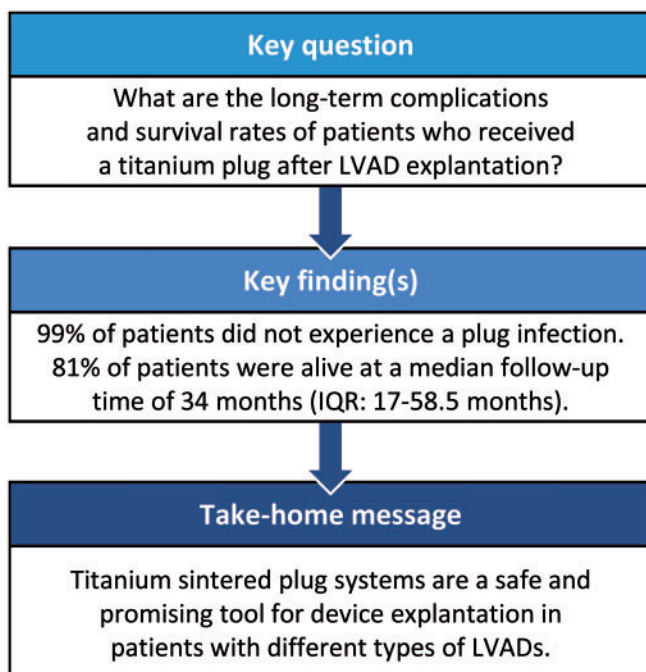 Key question
What are the long-term complications
and survival rates of patients who received
a titanium plug after LVAD explantation?
Key finding(s)
99% of patients did not experience a plug infection.
81% of patients were alive at a median follow-up
time of 34 months (IQR: 17-58.5 months).
Take-home message
Titanium sintered plug systems are a safe and
promising tool for device explantation in
patients with different types of LVADs.